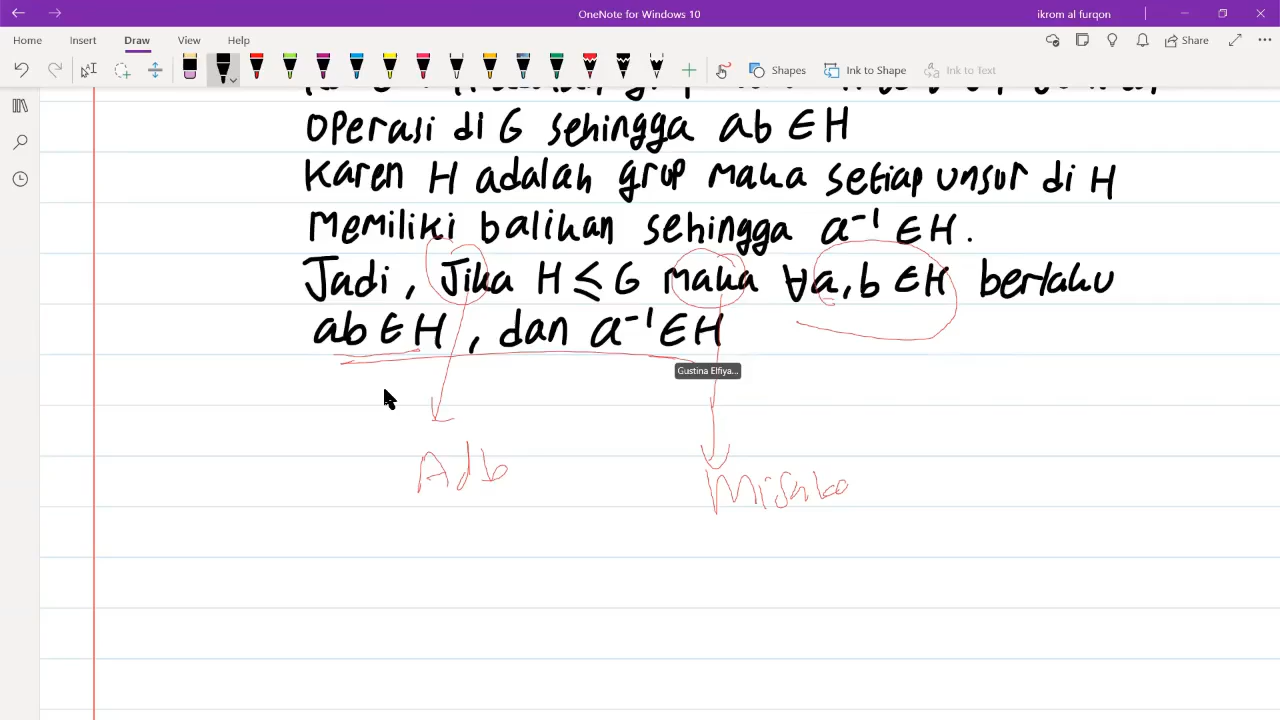 OneNote for Windows 10
ikrom al furqon
Home Insert Draw View Help
Share
Shapes Ink to Shape Ink to Text
operasi di G sehingga ab ∈ H
Karen H adalah grup maka setiap unsur di H
Memiliki balikan sehingga a⁻¹ ∈ H.
Jadi, Jika H ≤ G maka ∀a,b ∈ H berlaku
ab ∈ H, dan a⁻¹ ∈ H
Gustina Elfiya...
Adb